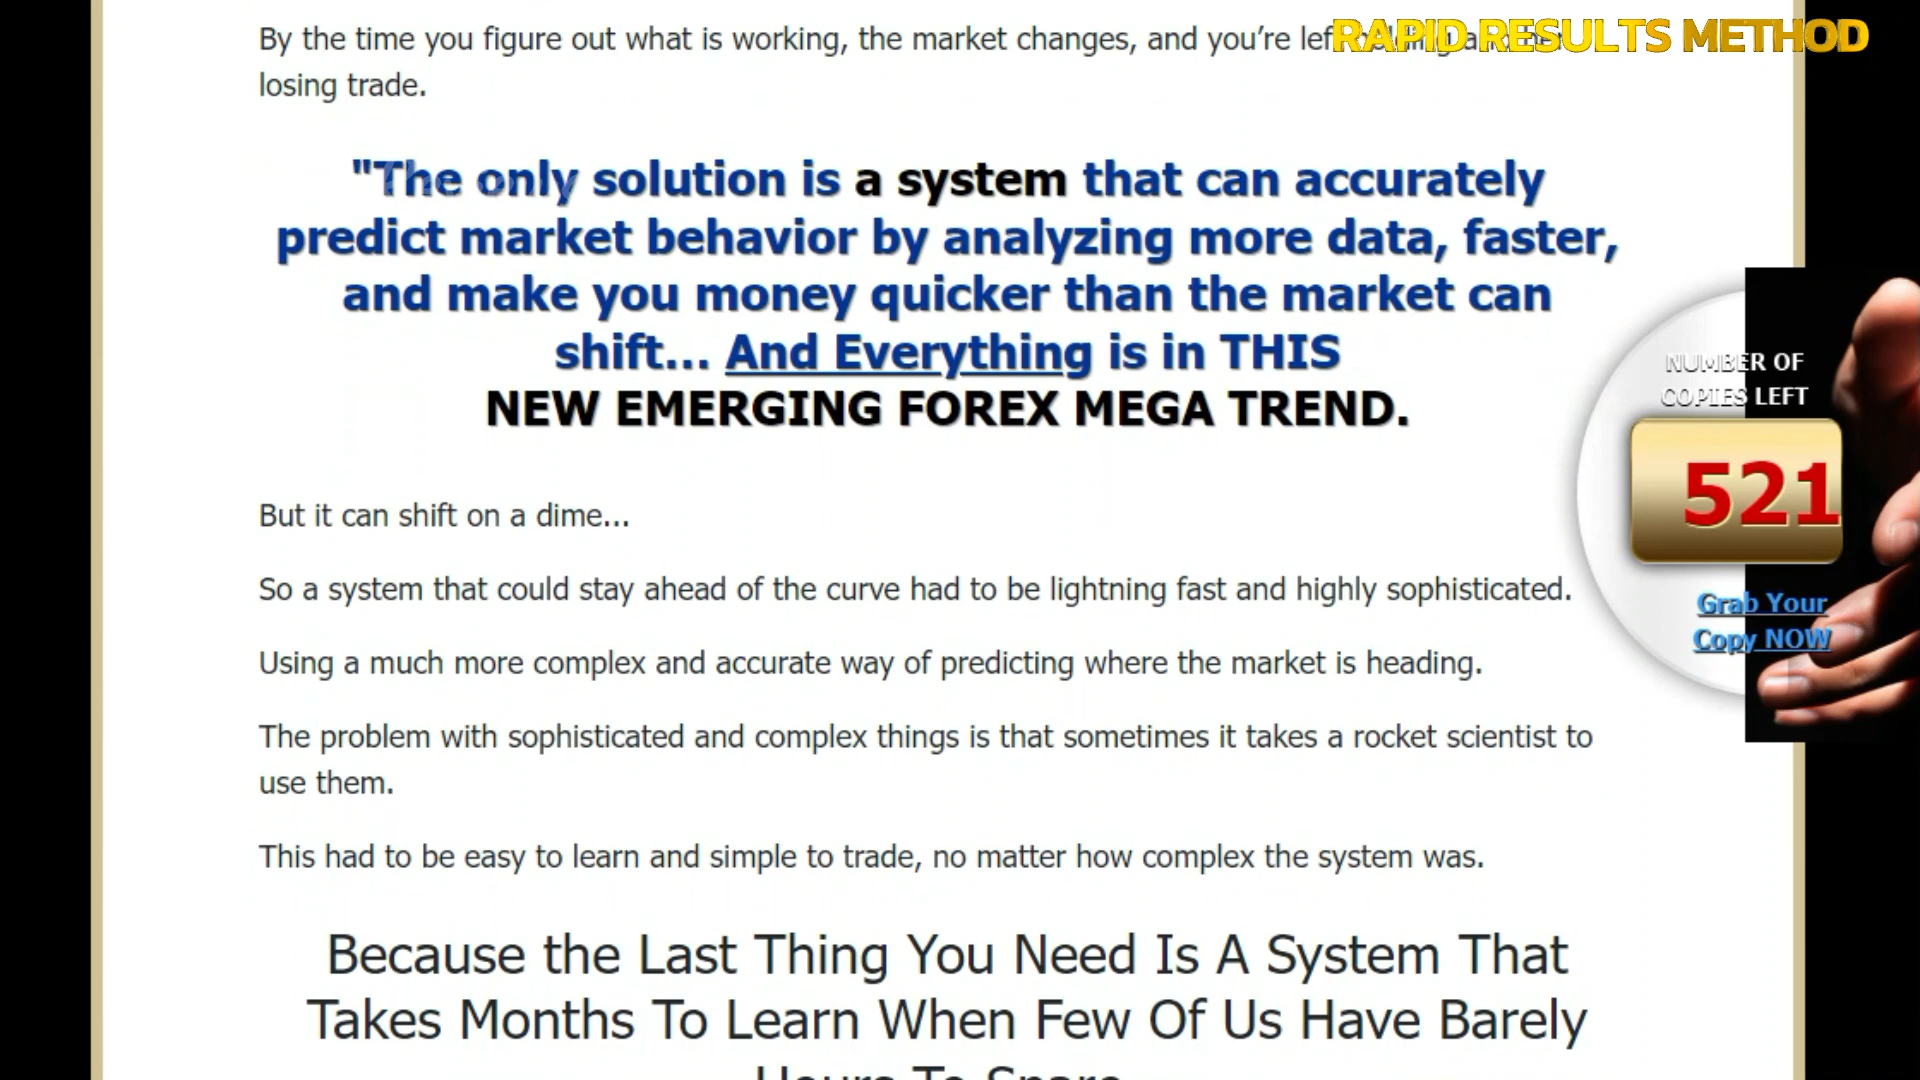 RAPID RESULTS METHOD
By the time you figure out what is working, the market changes, and you’re left
losing trade.
"The only solution is a system that can accurately
predict market behavior by analyzing more data, faster,
and make you money quicker than the market can
shift... And Everything is in THIS
NEW EMERGING FOREX MEGA TREND.
NUMBER OF
COPIES LEFT
521
Grab Your
Copy NOW
But it can shift on a dime...
So a system that could stay ahead of the curve had to be lightning fast and highly sophisticated.
Using a much more complex and accurate way of predicting where the market is heading.
The problem with sophisticated and complex things is that sometimes it takes a rocket scientist to
use them.
This had to be easy to learn and simple to trade, no matter how complex the system was.
Because the Last Thing You Need Is A System That
Takes Months To Learn When Few Of Us Have Barely
Hours To Spare